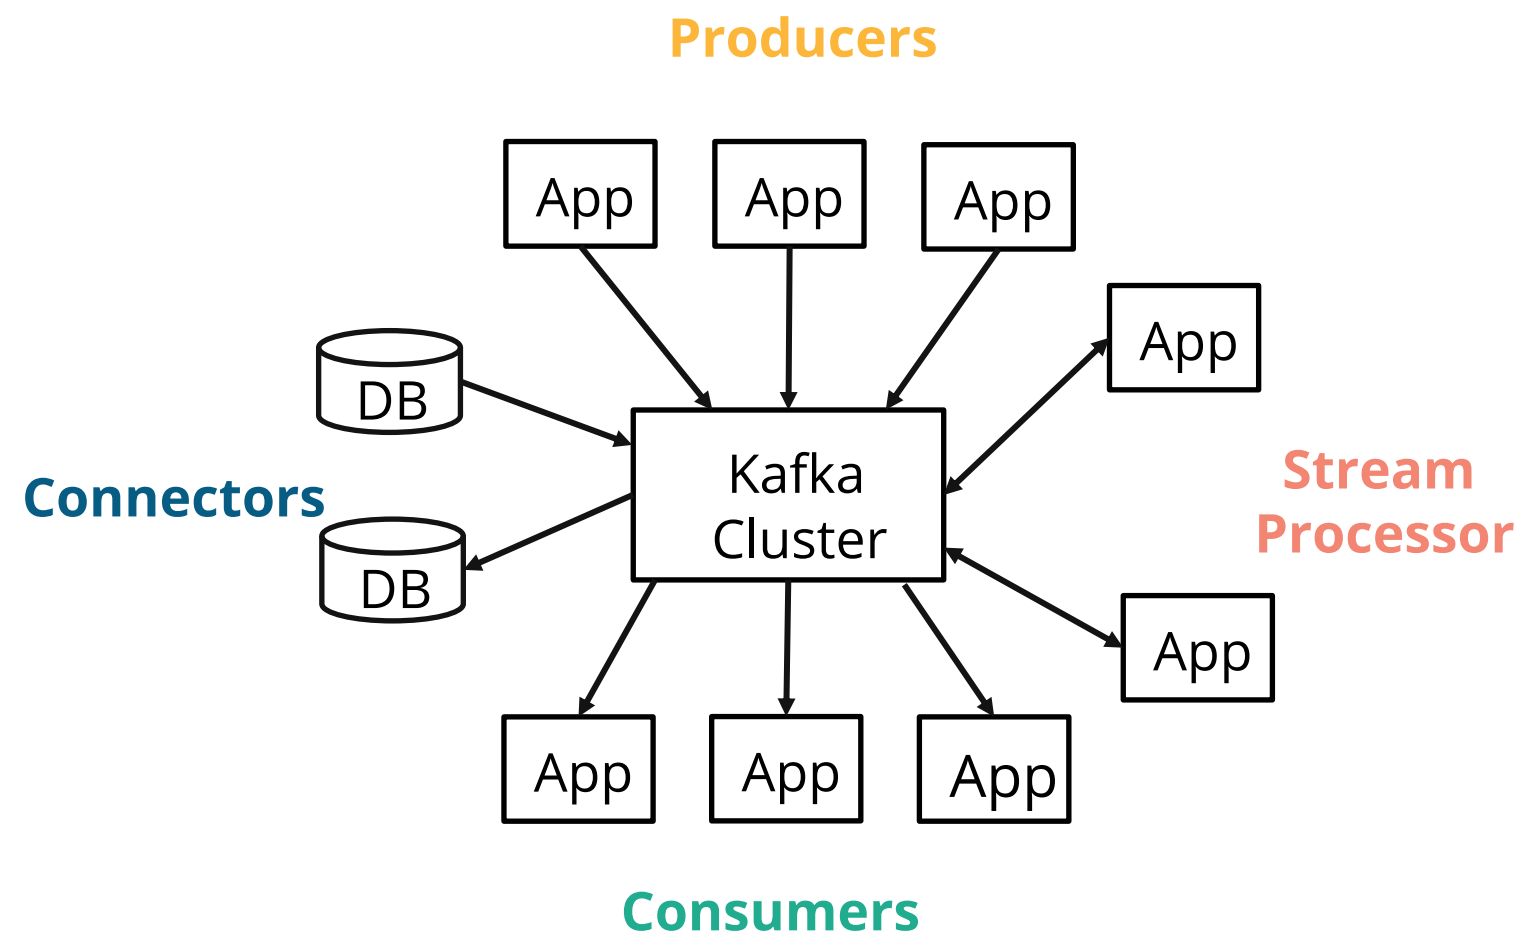 Producers
App
App
App
App
DB
Kafka
Cluster
Connectors
Stream
Processor
DB
App
App
App
App
Consumers